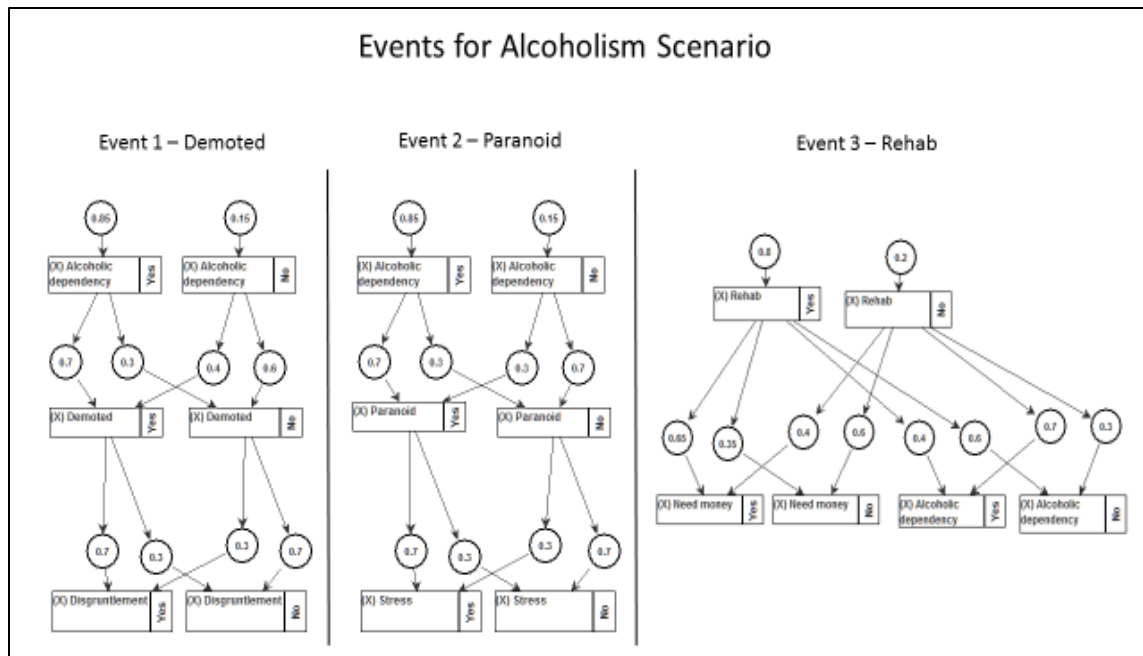 Events for Alcoholism Scenario
Event 1 – Demoted
0.85
0.15
(X) Alcoholic
dependency
Yes
(X) Alcoholic
dependency
No
0.7
0.3
0.4
0.6
(X) Demoted
Yes
(X) Demoted
No
0.7
0.3
0.3
0.7
(X) Disgruntlement
Yes
(X) Disgruntlement
No
Event 2 – Paranoid
0.85
0.15
(X) Alcoholic
dependency
Yes
(X) Alcoholic
dependency
No
0.7
0.3
0.3
0.7
(X) Paranoid
Yes
(X) Paranoid
No
0.7
0.3
0.3
0.7
(X) Stress
Yes
(X) Stress
No
Event 3 – Rehab
0.8
0.2
(X) Rehab
Yes
(X) Rehab
No
0.65
0.35
0.4
0.6
0.4
0.6
0.7
0.3
(X) Need money
Yes
(X) Need money
No
(X) Alcoholic
dependency
Yes
(X) Alcoholic
dependency
No